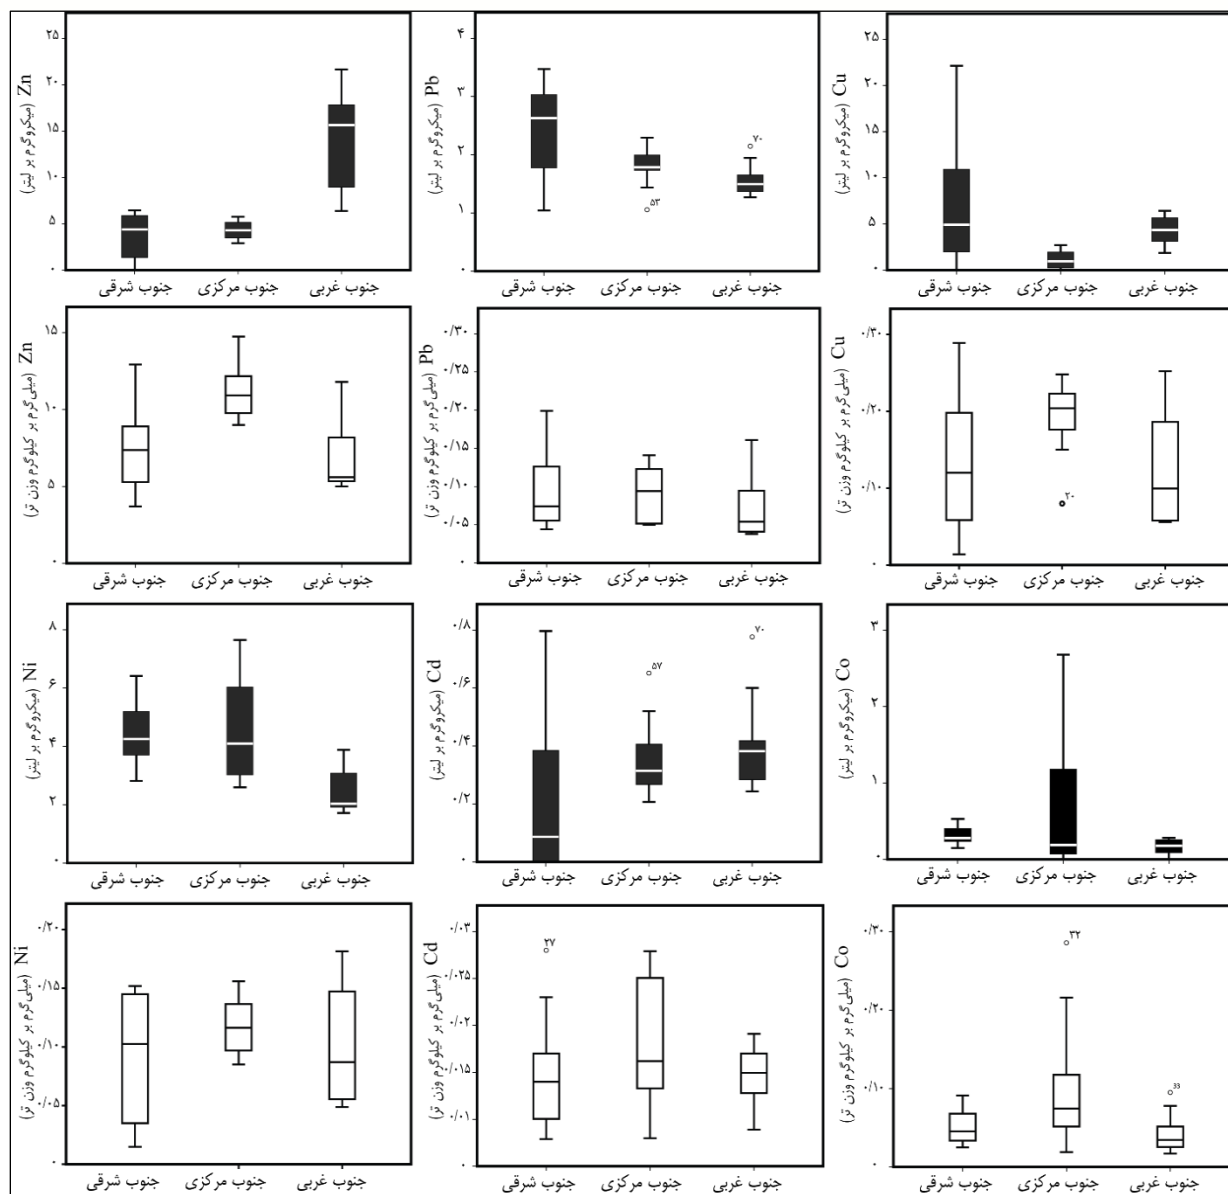 Zn (میکروگرم بر لیتر)
۲۵
۲۰
۱۵
۱۰
۵
۰
جنوب شرقی
جنوب مرکزی
جنوب غربی
Pb (میکروگرم بر لیتر)
۴
۳
۲
۱
۰
۵۳
۷۰
جنوب شرقی
جنوب مرکزی
جنوب غربی
Cu (میکروگرم بر لیتر)
۲۵
۲۰
۱۵
۱۰
۵
۰
جنوب شرقی
جنوب مرکزی
جنوب غربی
Zn (میلی‌گرم بر کیلوگرم وزن تر)
۱۵
۱۰
۵
۰
جنوب شرقی
جنوب مرکزی
جنوب غربی
Pb (میلی‌گرم بر کیلوگرم وزن تر)
۰/۳۰
۰/۲۵
۰/۲۰
۰/۱۵
۰/۱۰
۰/۰۵
۰
جنوب شرقی
جنوب مرکزی
جنوب غربی
Cu (میلی‌گرم بر کیلوگرم وزن تر)
۰/۳۰
۰/۲۰
۰/۱۰
۰
۲۰
جنوب شرقی
جنوب مرکزی
جنوب غربی
Ni (میکروگرم بر لیتر)
۸
۶
۴
۲
۰
جنوب شرقی
جنوب مرکزی
جنوب غربی
Cd (میکروگرم بر لیتر)
۰/۸
۰/۶
۰/۴
۰/۲
۰
۵۷
۷۰
جنوب شرقی
جنوب مرکزی
جنوب غربی
Co (میکروگرم بر لیتر)
۳
۲
۱
۰
جنوب شرقی
جنوب مرکزی
جنوب غربی
Ni (میلی‌گرم بر کیلوگرم وزن تر)
۰/۲۰
۰/۱۵
۰/۱۰
۰/۰۵
۰
جنوب شرقی
جنوب مرکزی
جنوب غربی
Cd (میلی‌گرم بر کیلوگرم وزن تر)
۰/۰۳
۰/۰۲۵
۰/۰۲
۰/۰۱۵
۰/۰۱
۰
۲۷
جنوب شرقی
جنوب مرکزی
جنوب غربی
Co (میلی‌گرم بر کیلوگرم وزن تر)
۰/۳۰
۰/۲۰
۰/۱۰
۰
۳۲
۳۳
جنوب شرقی
جنوب مرکزی
جنوب غربی